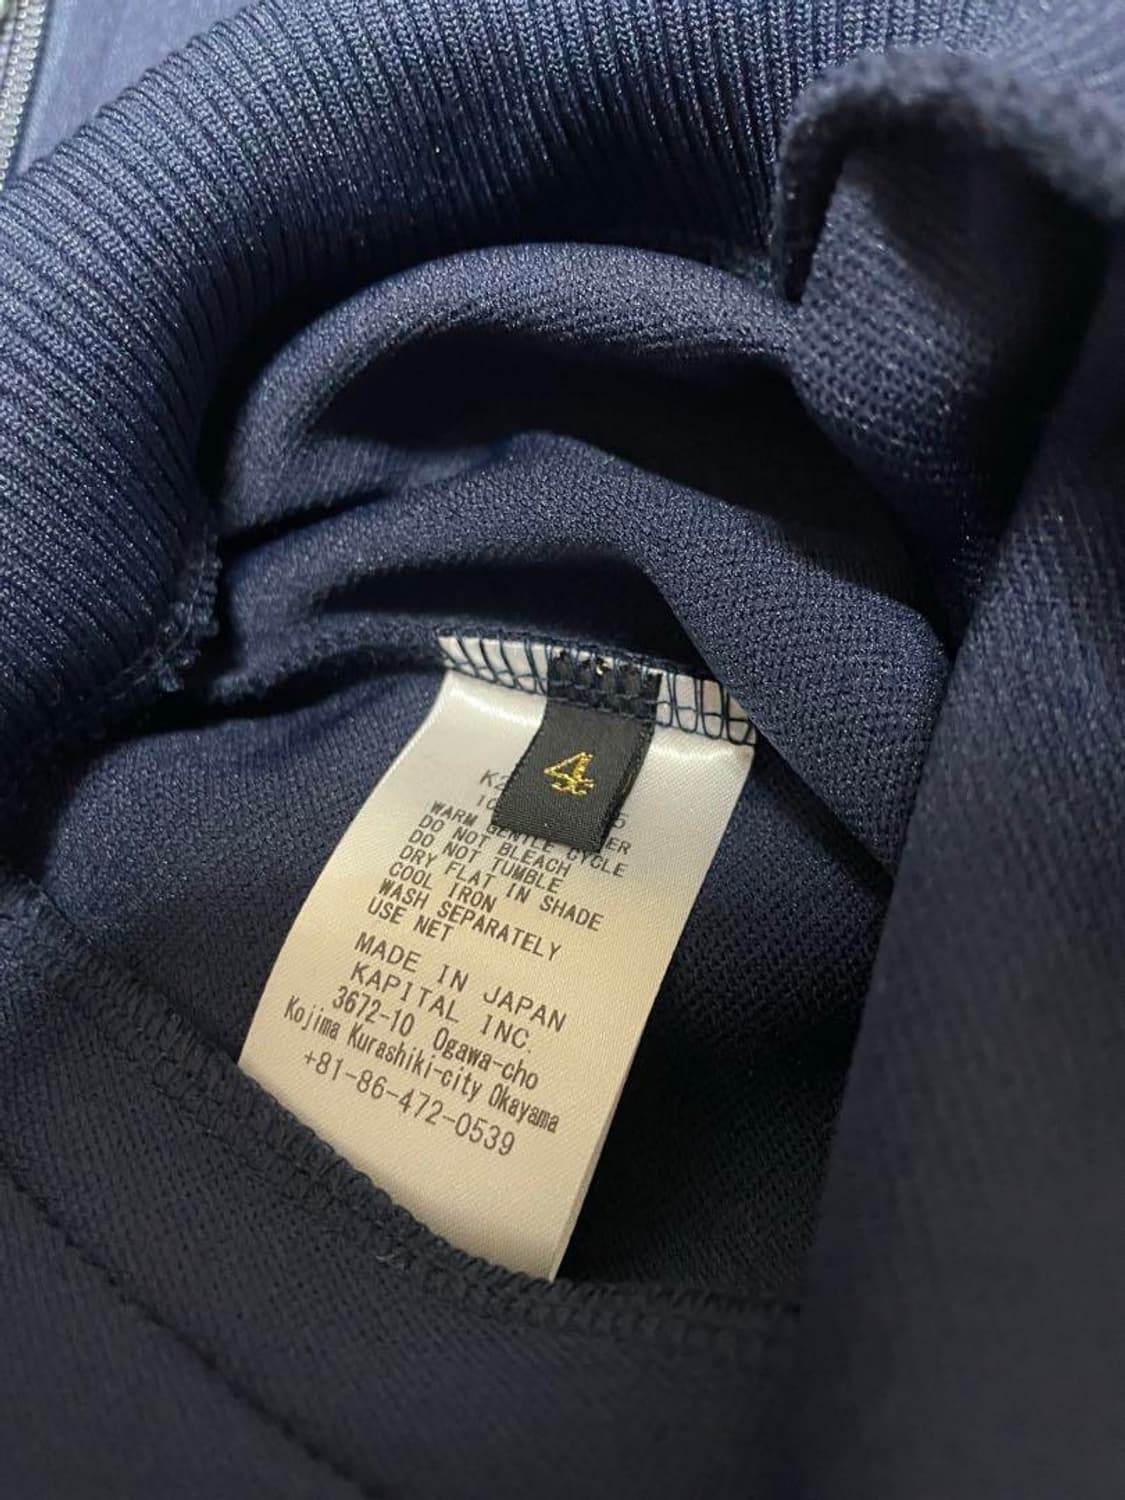 4
WARM GENTLE CYCLE
DO NOT BLEACH
DO NOT TUMBLE
DRY FLAT IN SHADE
COOL IRON
WASH SEPARATELY
USE NET
MADE IN JAPAN
KAPITAL INC.
3672-10 Ogawa-cho
Kojima Kurashiki-city Okayama
+81-86-472-0539